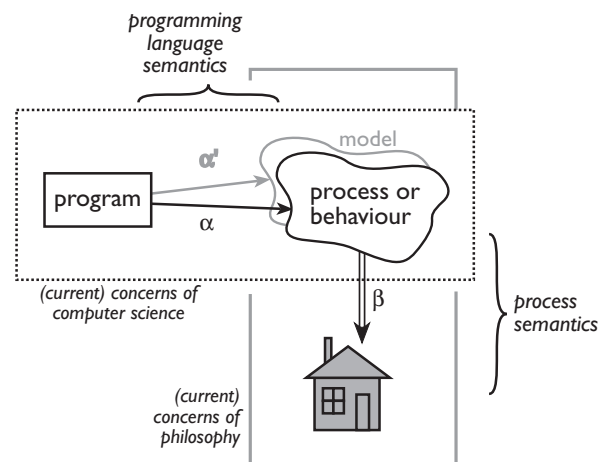 programming
language
semantics
model
α'
program
process or
behaviour
α
(current) concerns of
computer science
β
process
semantics
(current)
concerns of
philosophy